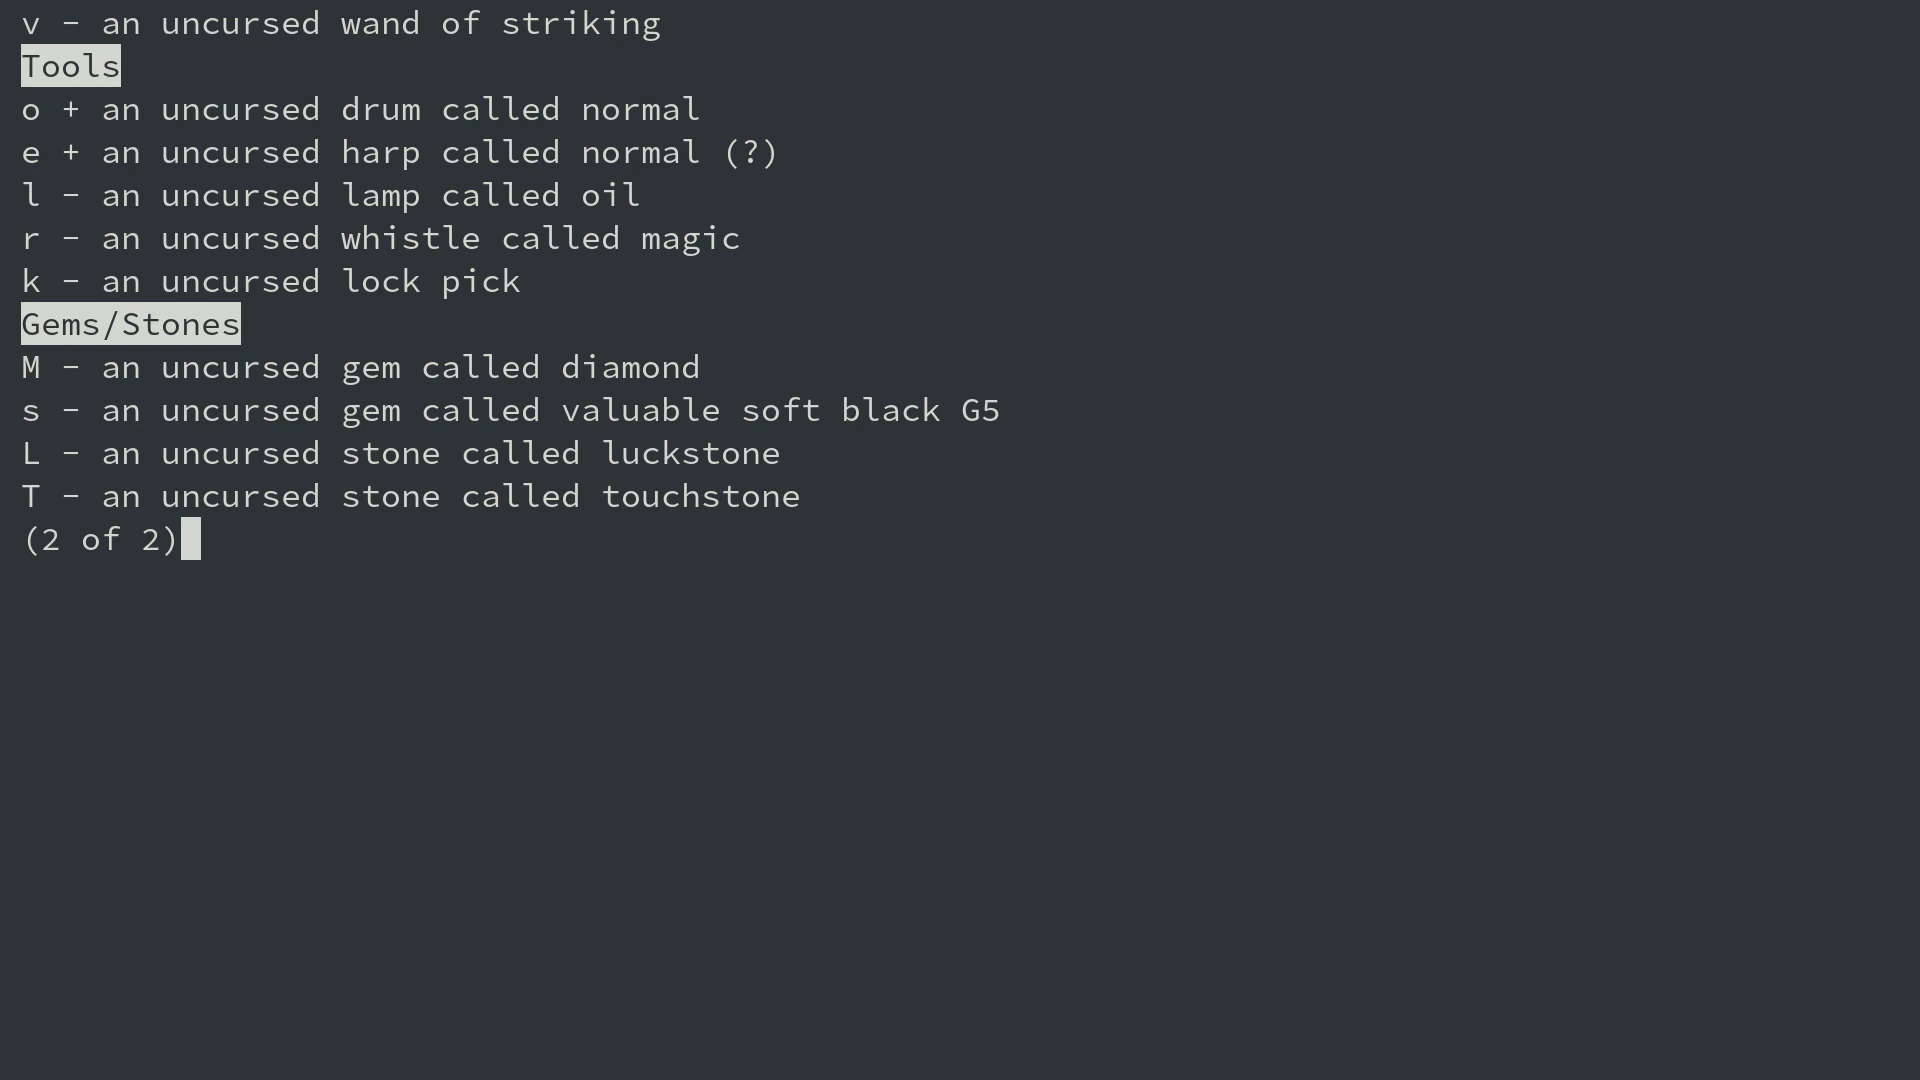 v - an uncursed wand of striking
Tools
o + an uncursed drum called normal
e + an uncursed harp called normal (?)
l - an uncursed lamp called oil
r - an uncursed whistle called magic
k - an uncursed lock pick
Gems/Stones
M - an uncursed gem called diamond
s - an uncursed gem called valuable soft black G5
L - an uncursed stone called luckstone
T - an uncursed stone called touchstone
(2 of 2)